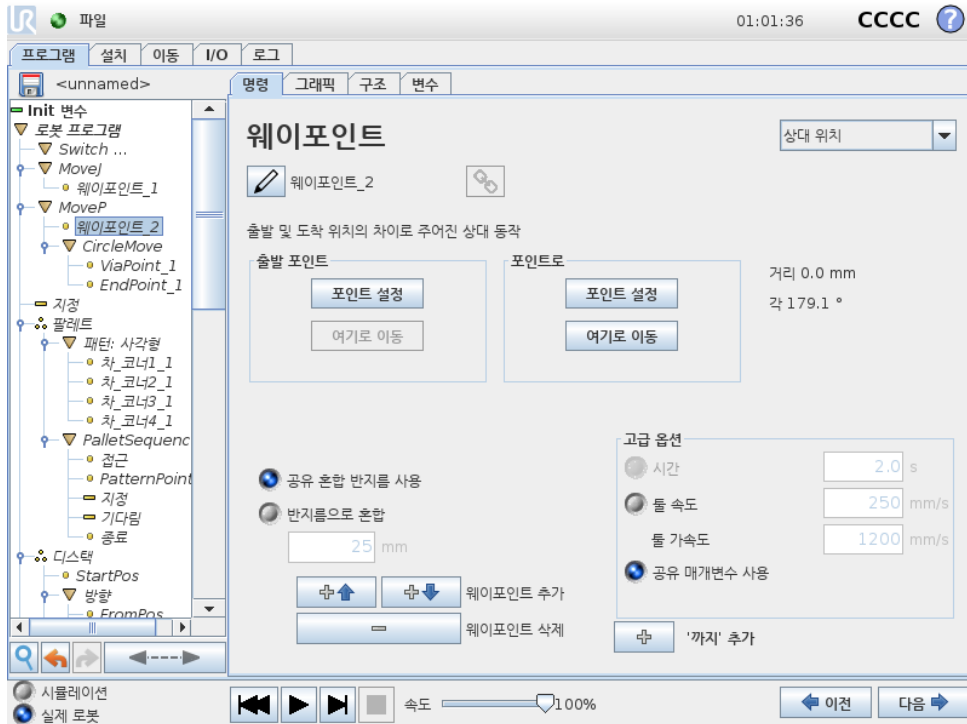 UR 파일 01:01:36 CCCC ?
프로그램 설치 이동 I/O 로그
<unnamed> 명령 그래픽 구조 변수
Init 변수
로봇 프로그램
Switch ...
MoveJ
웨이포인트_1
MoveP
웨이포인트_2
CircleMove
ViaPoint_1
EndPoint_1
지정
팔레트
패턴: 사각형
차_코너1_1
차_코너2_1
차_코너3_1
차_코너4_1
PalletSequenc
접근
PatternPoint
지정
기다림
종료
디스택
StartPos
방향
FromPos
웨이포인트 상대 위치
웨이포인트_2
출발 및 도착 위치의 차이로 주어진 상대 동작
출발 포인트
포인트 설정
여기로 이동
포인트로
포인트 설정
여기로 이동
거리 0.0 mm
각 179.1 °
공유 혼합 반지름 사용
반지름으로 혼합
25 mm
웨이포인트 추가
웨이포인트 삭제
고급 옵션
시간 2.0 s
툴 속도 250 mm/s
툴 가속도 1200 mm/s
공유 매개변수 사용
'까지' 추가
시뮬레이션
실제 로봇
속도 100%
이전 다음